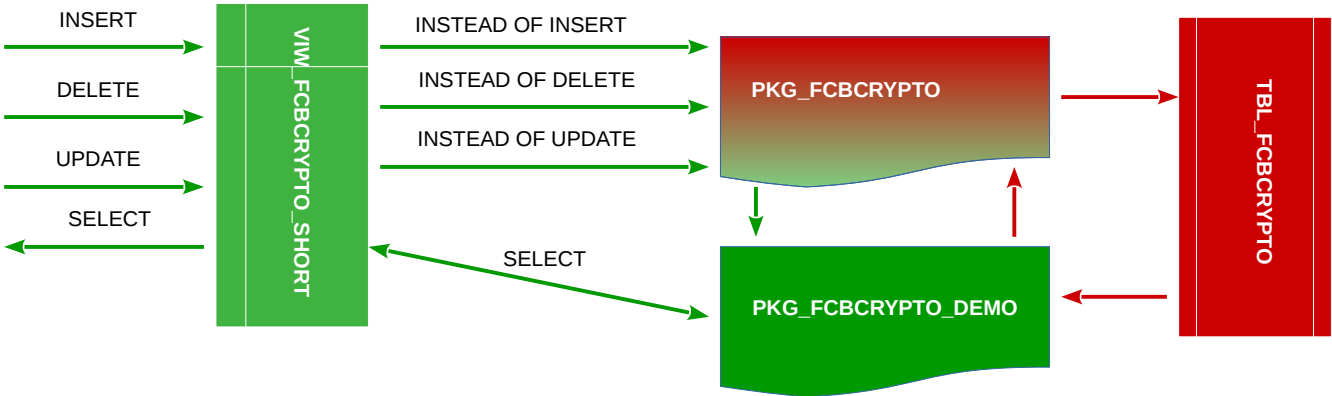 INSERT
DELETE
UPDATE
SELECT
VIW_FCBCRYPTO_SHORT
INSTEAD OF INSERT
INSTEAD OF DELETE
INSTEAD OF UPDATE
SELECT
PKG_FCBCRYPTO
PKG_FCBCRYPTO_DEMO
TBL_FCBCRYPTO